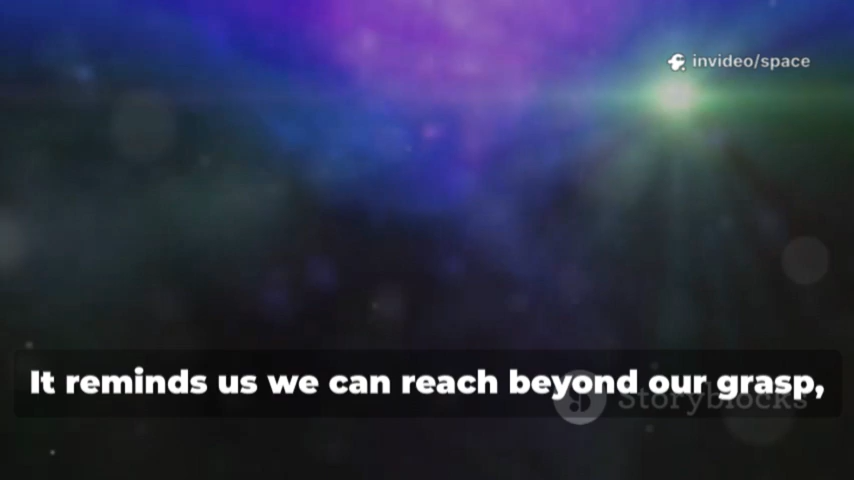 invideo/space
It reminds us we can reach beyond our grasp,
Storyblocks